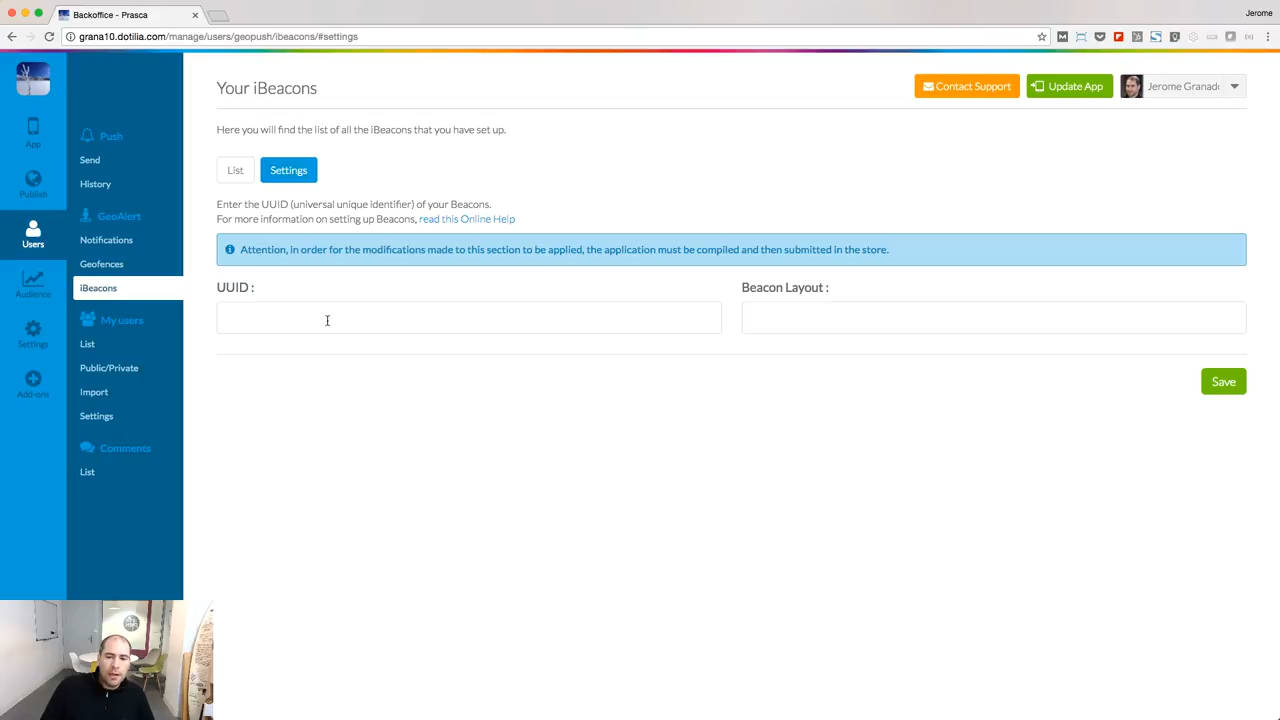 Backoffice - Prasca
Jerome
grana10.dotilia.com/manage/users/geopush/ibeacons/#settings
App
Publish
Users
Audience
Settings
Add-ons
Push
Send
History
GeoAlert
Notifications
Geofences
iBeacons
My users
List
Public/Private
Import
Settings
Comments
List
Your iBeacons
Contact Support
Update App
Jerome Granad
Here you will find the list of all the iBeacons that you have set up.
List
Settings
Enter the UUID (universal unique identifier) of your Beacons.
For more information on setting up Beacons, read this Online Help
Attention, in order for the modifications made to this section to be applied, the application must be compiled and then submitted in the store.
UUID :
Beacon Layout :
Save